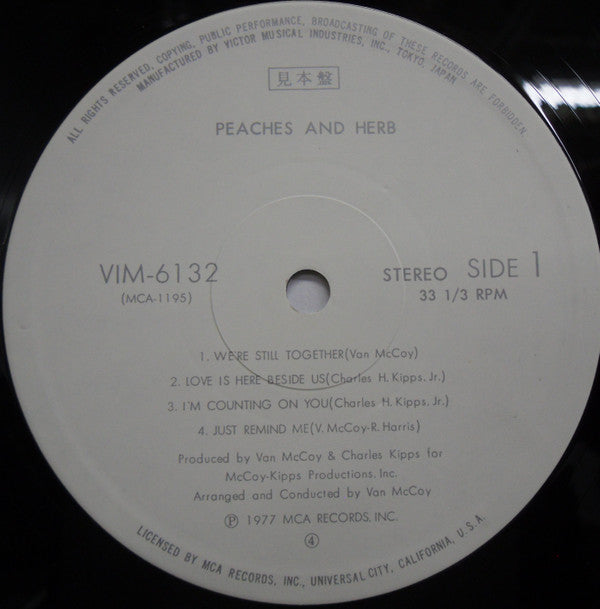 ALL RIGHTS RESERVED, COPYING, PUBLIC PERFORMANCE, BROADCASTING OF THESE RECORDS ARE FORBIDDEN.
MANUFACTURED BY VICTOR MUSICAL INDUSTRIES, INC., TOKYO, JAPAN
見本盤
PEACHES AND HERB
VIM-6132
(MCA-1195)
STEREO SIDE 1
33 1/3 RPM
1. WE'RE STILL TOGETHER(Van McCoy)
2. LOVE IS HERE BESIDE US(Charles H. Kipps, Jr.)
3. I'M COUNTING ON YOU(Charles H. Kipps, Jr.)
4. JUST REMIND ME(V. McCoy-R. Harris)
Produced by Van McCoy & Charles Kipps for
McCoy-Kipps Productions, Inc.
Arranged and Conducted by Van McCoy
Ⓟ 1977 MCA RECORDS, INC.
④
LICENSED BY MCA RECORDS, INC., UNIVERSAL CITY, CALIFORNIA, U.S.A.